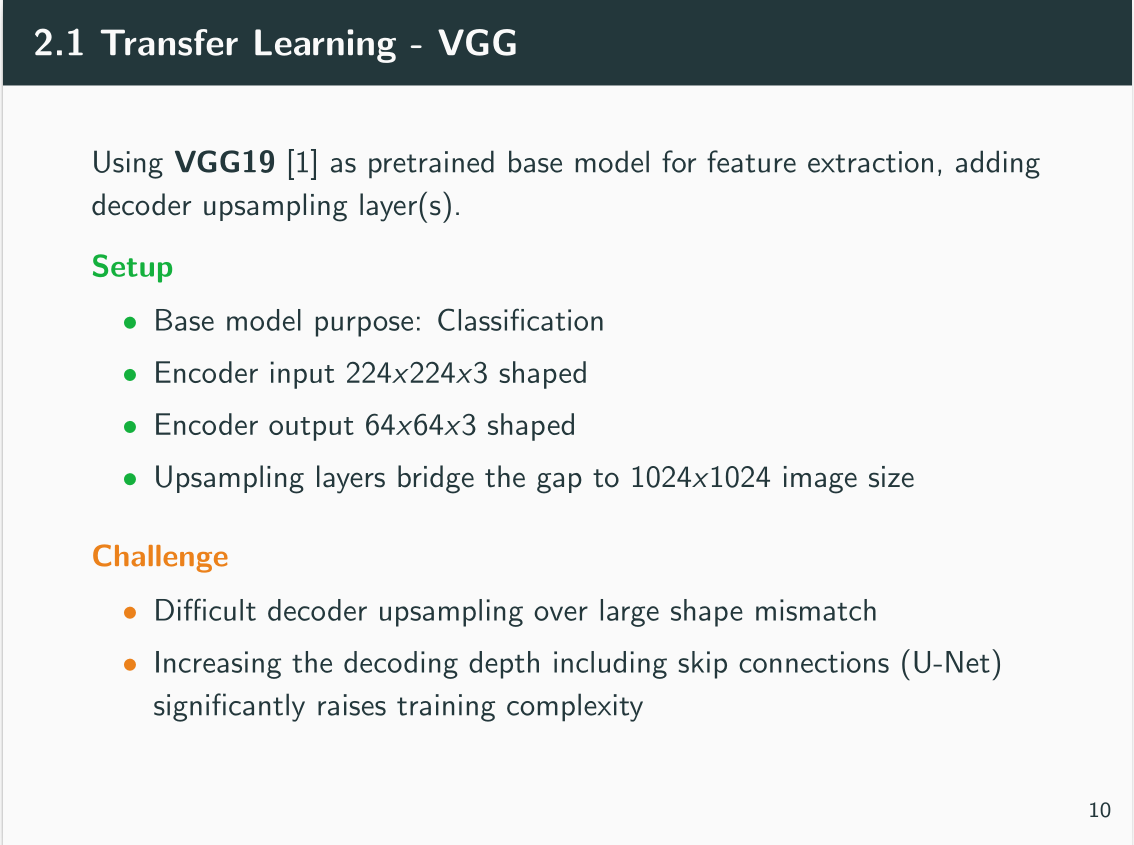 2.1 Transfer Learning - VGG
Using VGG19 [1] as pretrained base model for feature extraction, adding
decoder upsampling layer(s).
Setup
• Base model purpose: Classification
• Encoder input 224x224x3 shaped
• Encoder output 64x64x3 shaped
• Upsampling layers bridge the gap to 1024x1024 image size
Challenge
• Difficult decoder upsampling over large shape mismatch
• Increasing the decoding depth including skip connections (U-Net)
significantly raises training complexity
10